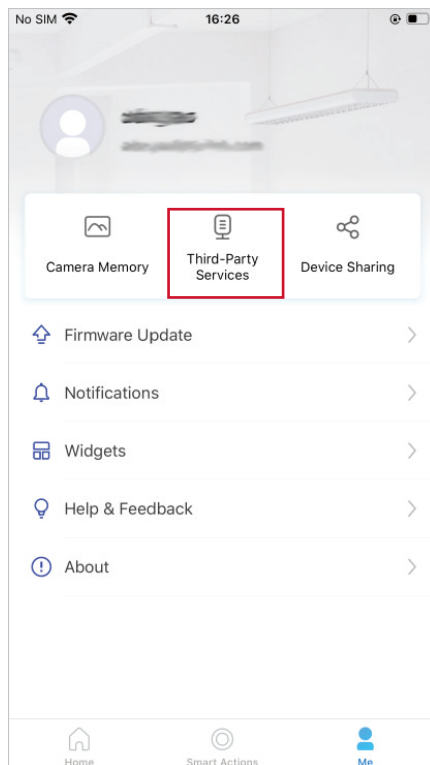 No SIM 16:26
Camera Memory
Third-Party
Services
Device Sharing
Firmware Update
Notifications
Widgets
Help & Feedback
About
Home
Smart Actions
Me